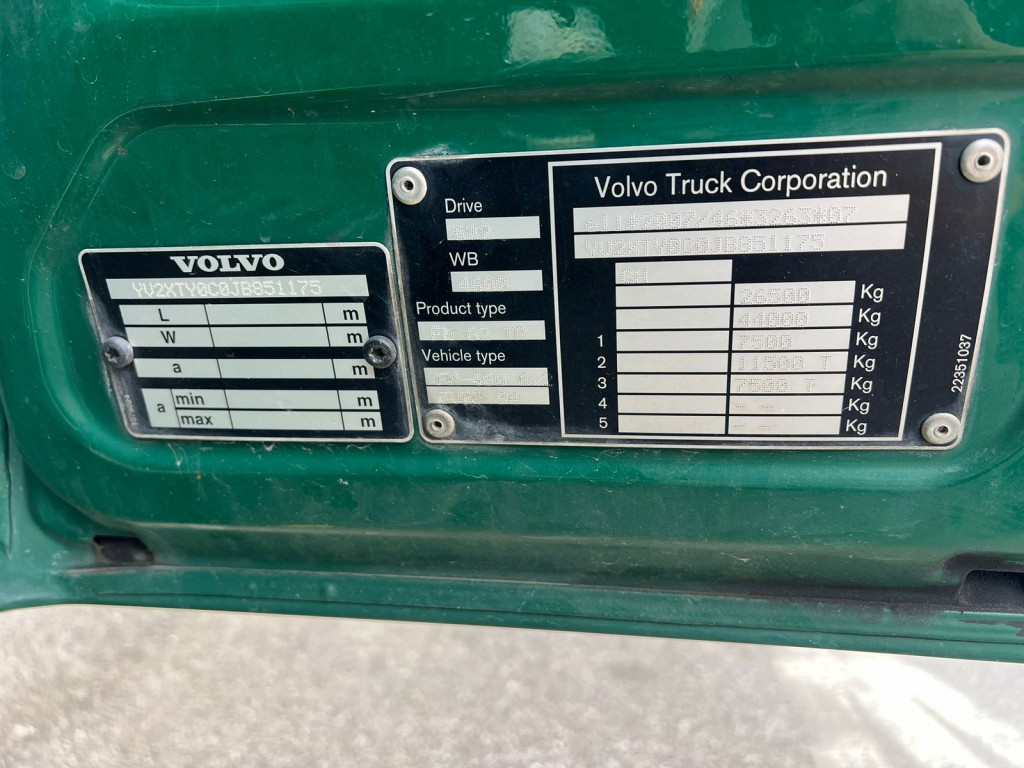 VOLVO
YV2XTY0C0JB851175
L m
W m
a m
a min m
max m
Drive
WB
Product type
Vehicle type
Volvo Truck Corporation
YV2XTY0C0JB851175
26500 Kg
44000 Kg
1 7500 Kg
2 11500 T Kg
3 7500 T Kg
4 -- -- Kg
5 -- -- Kg
22351037